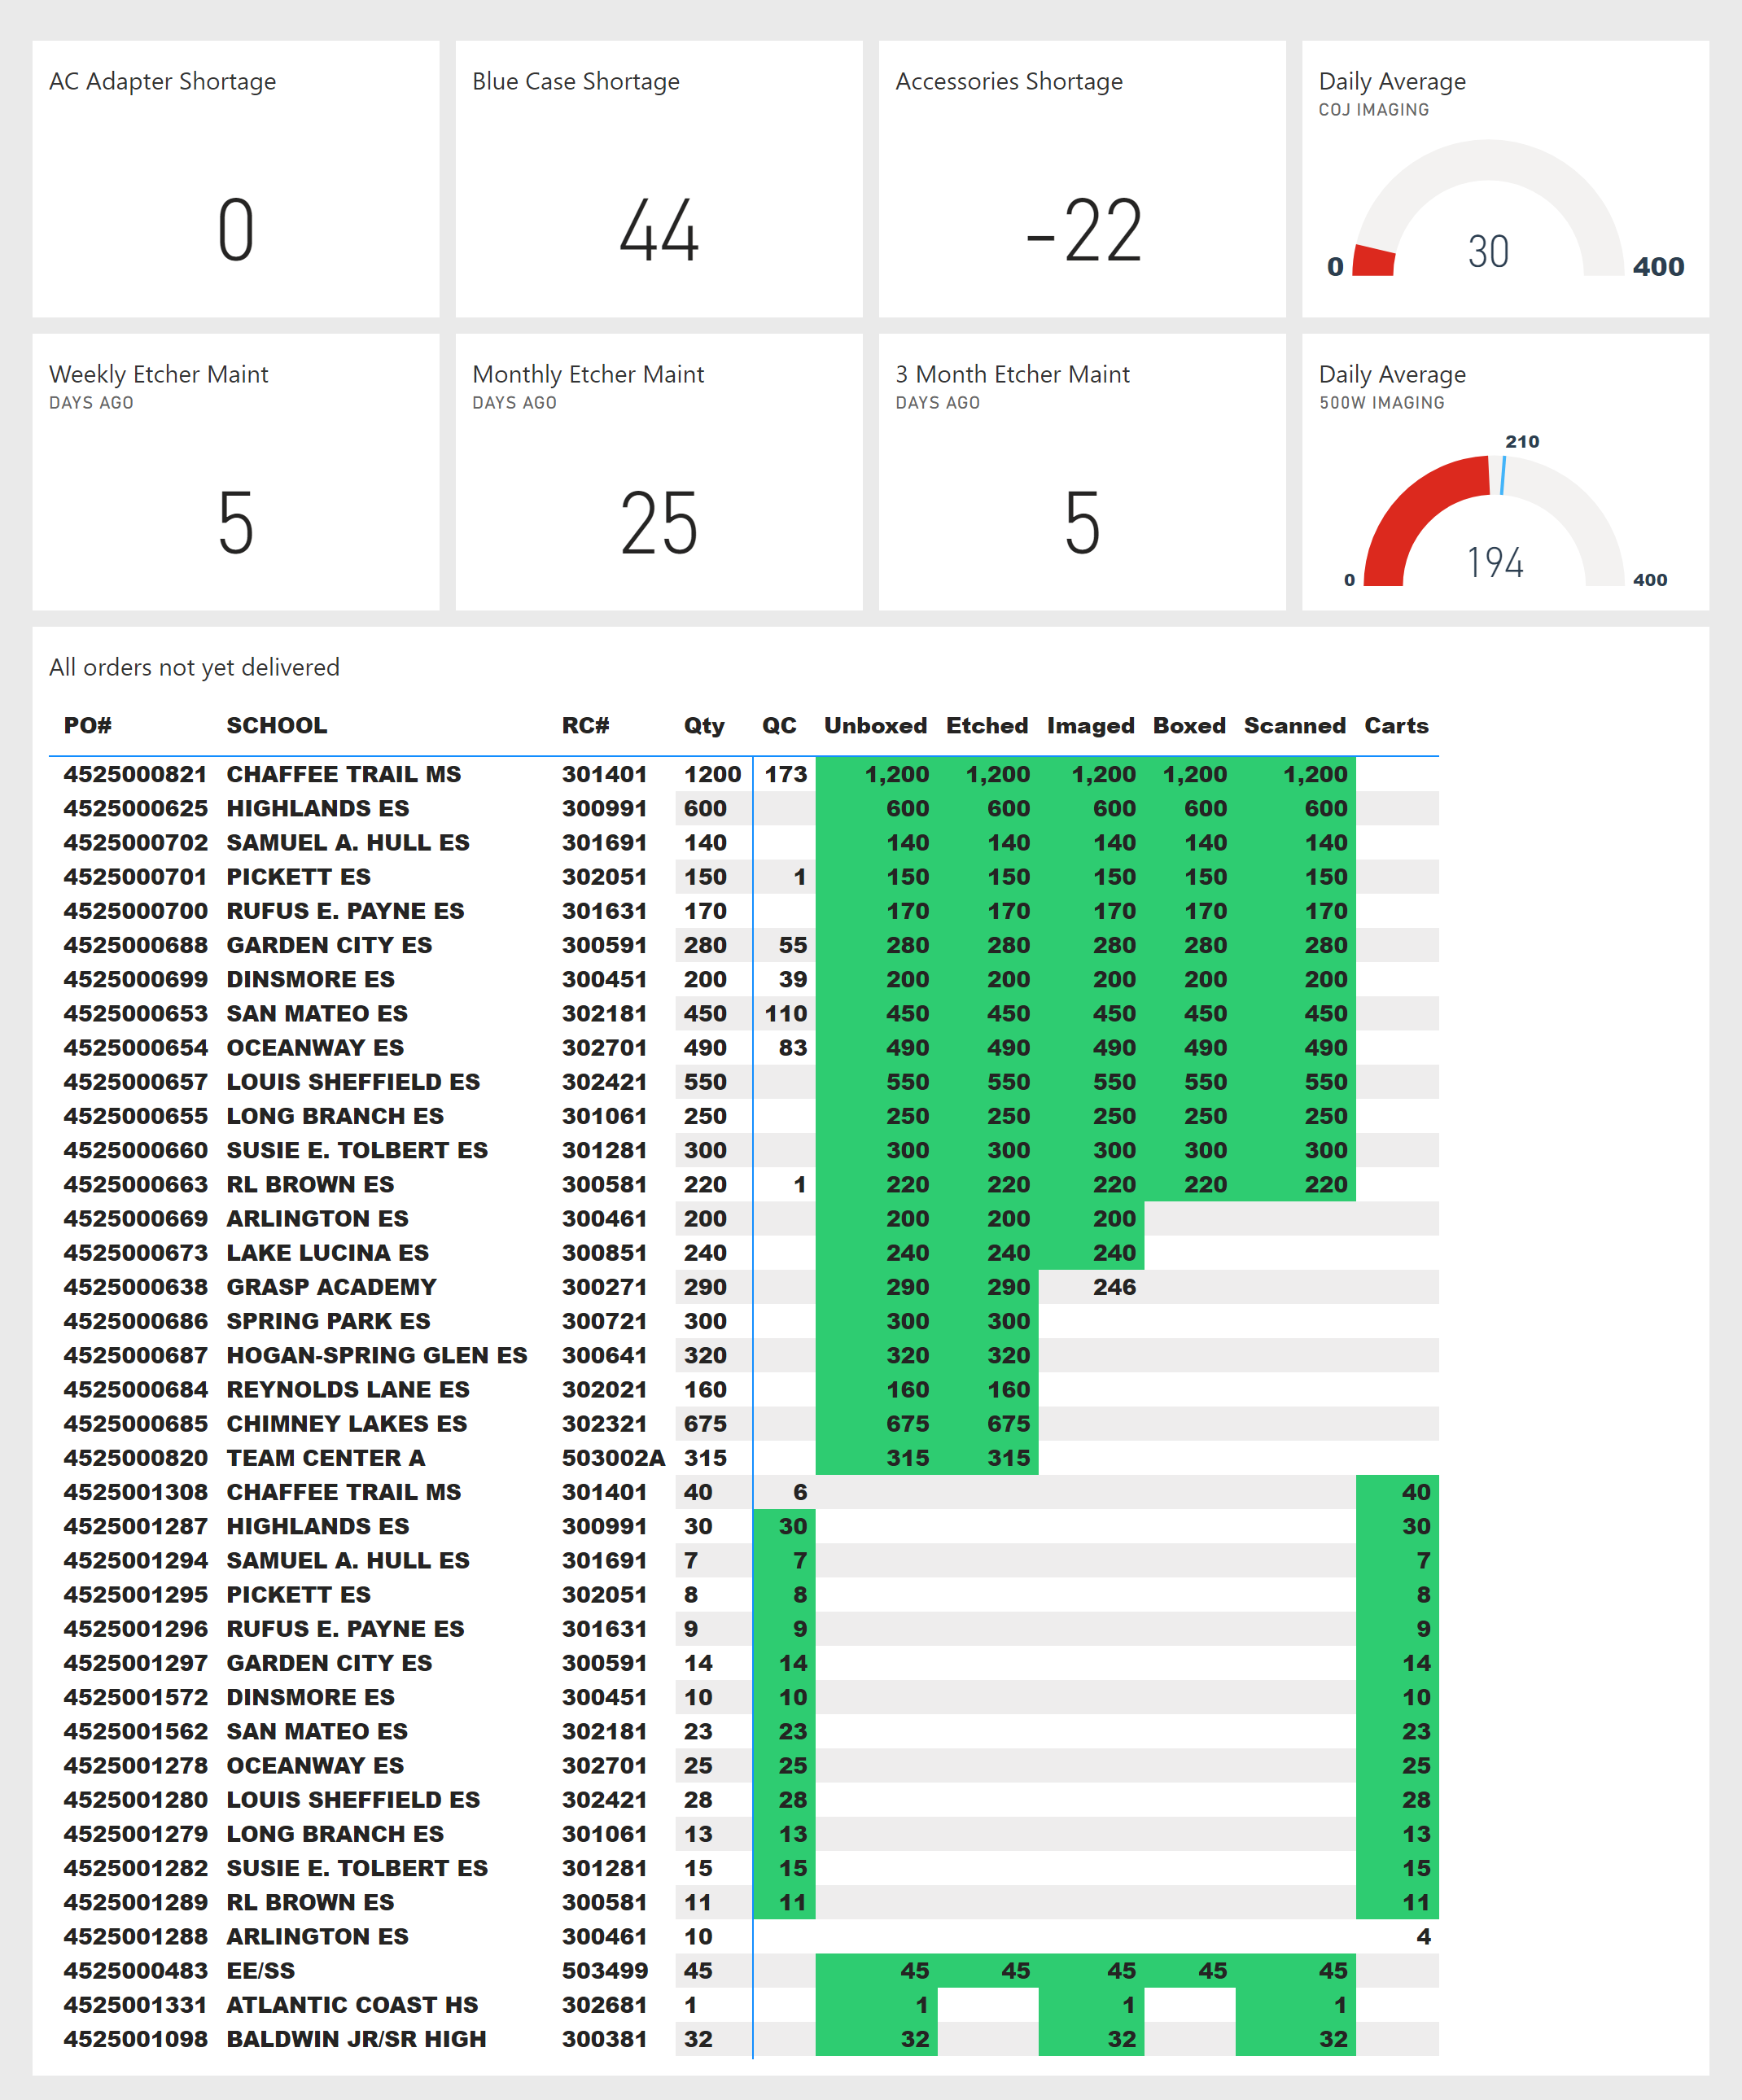 AC Adapter Shortage
0
Blue Case Shortage
44
Accessories Shortage
-22
Daily Average
COJ IMAGING
30
0 400
Weekly Etcher Maint
DAYS AGO
5
Monthly Etcher Maint
DAYS AGO
25
3 Month Etcher Maint
DAYS AGO
5
Daily Average
500W IMAGING
210
194
0 400
All orders not yet delivered
PO# SCHOOL RC# Qty QC Unboxed Etched Imaged Boxed Scanned Carts
4525000821 CHAFFEE TRAIL MS 301401 1200 173 1,200 1,200 1,200 1,200 1,200
4525000625 HIGHLANDS ES 300991 600 600 600 600 600 600
4525000702 SAMUEL A. HULL ES 301691 140 140 140 140 140 140
4525000701 PICKETT ES 302051 150 1 150 150 150 150 150
4525000700 RUFUS E. PAYNE ES 301631 170 170 170 170 170 170
4525000688 GARDEN CITY ES 300591 280 55 280 280 280 280 280
4525000699 DINSMORE ES 300451 200 39 200 200 200 200 200
4525000653 SAN MATEO ES 302181 450 110 450 450 450 450 450
4525000654 OCEANWAY ES 302701 490 83 490 490 490 490 490
4525000657 LOUIS SHEFFIELD ES 302421 550 550 550 550 550 550
4525000655 LONG BRANCH ES 301061 250 250 250 250 250 250
4525000660 SUSIE E. TOLBERT ES 301281 300 300 300 300 300 300
4525000663 RL BROWN ES 300581 220 1 220 220 220 220 220
4525000669 ARLINGTON ES 300461 200 200 200 200
4525000673 LAKE LUCINA ES 300851 240 240 240 240
4525000638 GRASP ACADEMY 300271 290 290 290 246
4525000686 SPRING PARK ES 300721 300 300 300
4525000687 HOGAN-SPRING GLEN ES 300641 320 320 320
4525000684 REYNOLDS LANE ES 302021 160 160 160
4525000685 CHIMNEY LAKES ES 302321 675 675 675
4525000820 TEAM CENTER A 503002A 315 315 315
4525001308 CHAFFEE TRAIL MS 301401 40 6 40
4525001287 HIGHLANDS ES 300991 30 30 30
4525001294 SAMUEL A. HULL ES 301691 7 7 7
4525001295 PICKETT ES 302051 8 8 8
4525001296 RUFUS E. PAYNE ES 301631 9 9 9
4525001297 GARDEN CITY ES 300591 14 14 14
4525001572 DINSMORE ES 300451 10 10 10
4525001562 SAN MATEO ES 302181 23 23 23
4525001278 OCEANWAY ES 302701 25 25 25
4525001280 LOUIS SHEFFIELD ES 302421 28 28 28
4525001279 LONG BRANCH ES 301061 13 13 13
4525001282 SUSIE E. TOLBERT ES 301281 15 15 15
4525001289 RL BROWN ES 300581 11 11 11
4525001288 ARLINGTON ES 300461 10 4
4525000483 EE/SS 503499 45 45 45 45 45 45
4525001331 ATLANTIC COAST HS 302681 1 1 1 1
4525001098 BALDWIN JR/SR HIGH 300381 32 32 32 32